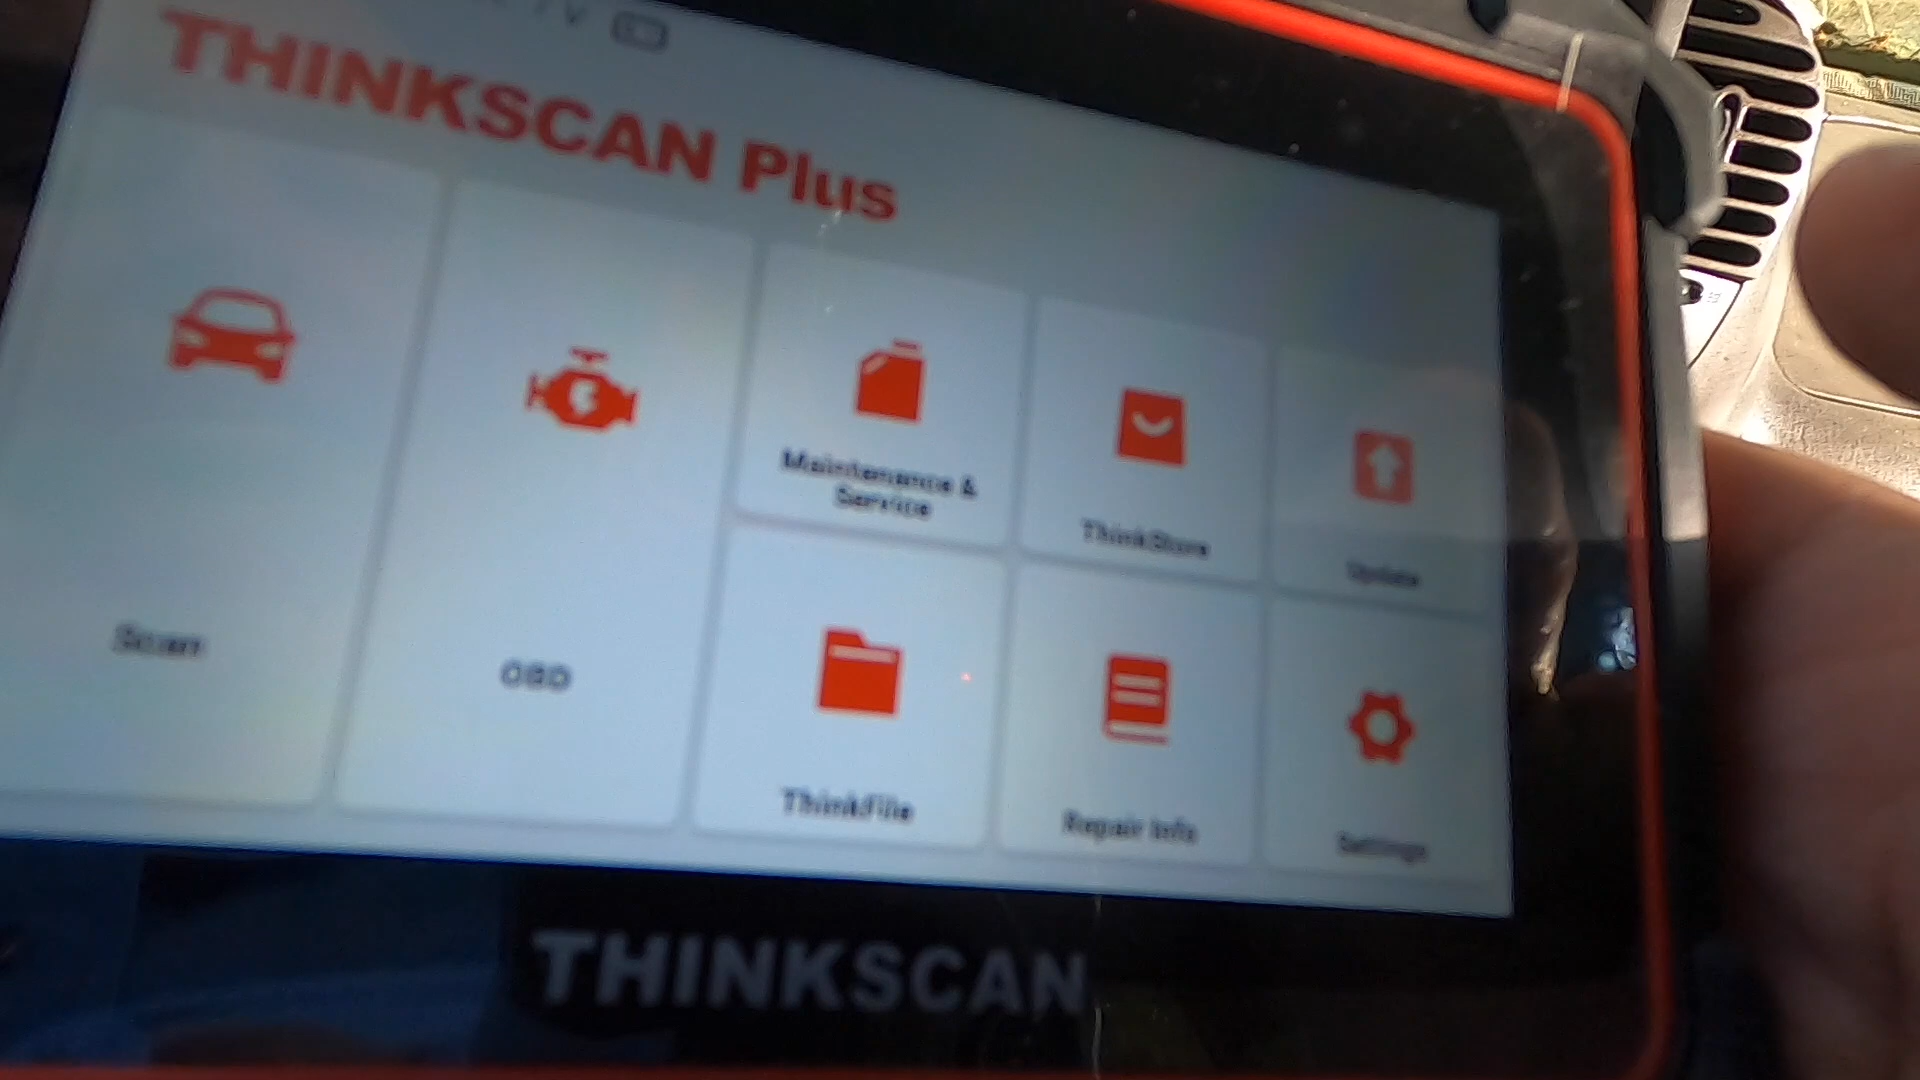 THINKSCAN Plus
Scan
OBD
Maintenance &
Service
ThinkStore
Update
ThinkFile
Repair Info
Settings
THINKSCAN